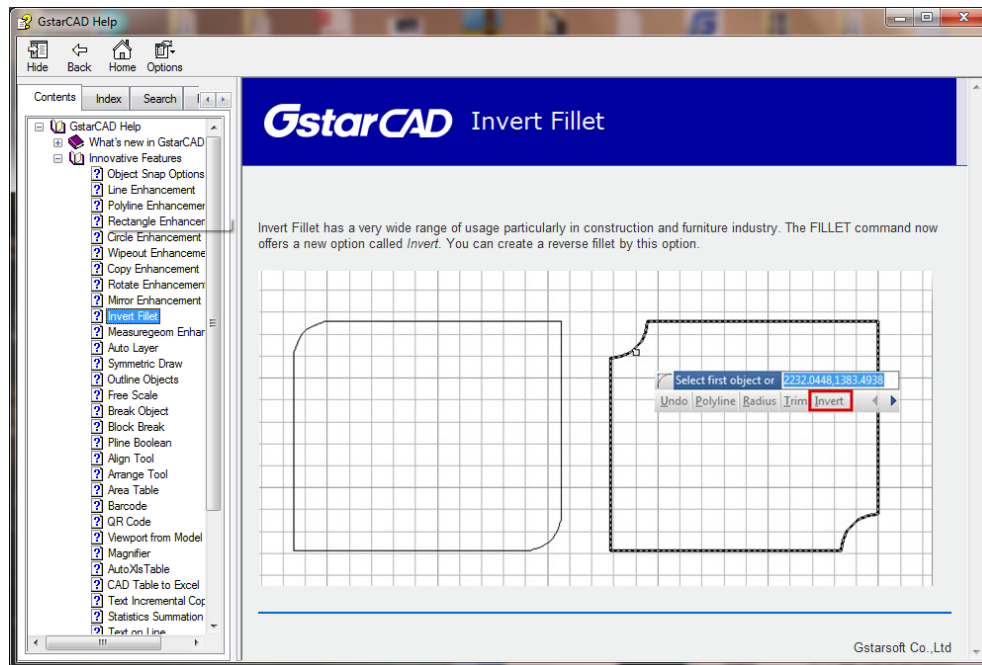 GstarCAD Help
Hide Back Home Options
Contents Index Search
GstarCAD Help
What's new in GstarCAD
Innovative Features
Object Snap Options
Line Enhancement
Polyline Enhancemer
Rectangle Enhancer
Circle Enhancement
Wipeout Enhanceme
Copy Enhancement
Rotate Enhancement
Mirror Enhancement
Invert Fillet
Measuregeom Enhar
Auto Layer
Symmetric Draw
Outline Objects
Free Scale
Break Object
Block Break
Pline Boolean
Align Tool
Arrange Tool
Area Table
Barcode
QR Code
Viewport from Model
Magnifier
AutoXlsTable
CAD Table to Excel
Text Incremental Cop
Statistics Summation
Text on Line
GstarCAD Invert Fillet
Invert Fillet has a very wide range of usage particularly in construction and furniture industry. The FILLET command now
offers a new option called Invert. You can create a reverse fillet by this option.
Select first object or 2232.0448,1383.4938
Undo Polyline Radius Trim Invert
Gstarsoft Co.,Ltd